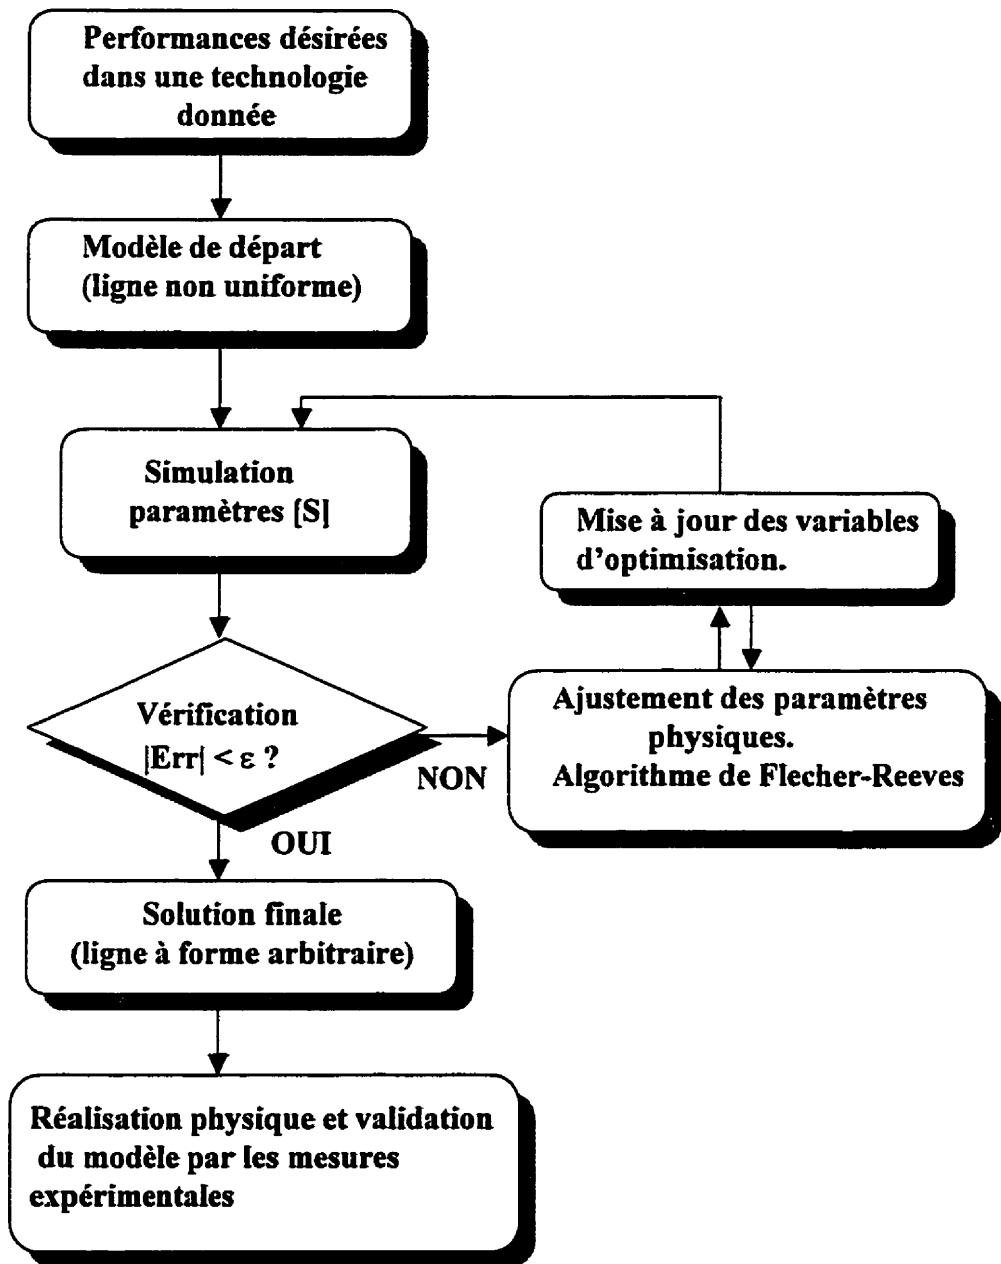 Performances désirées
dans une technologie
donnée
Modèle de départ
(ligne non uniforme)
Simulation
paramètres [S]
Mise à jour des variables
d'optimisation.
Vérification
|Err| < ε ?
NON
Ajustement des paramètres
physiques.
Algorithme de Flecher-Reeves
OUI
Solution finale
(ligne à forme arbitraire)
Réalisation physique et validation
du modèle par les mesures
expérimentales